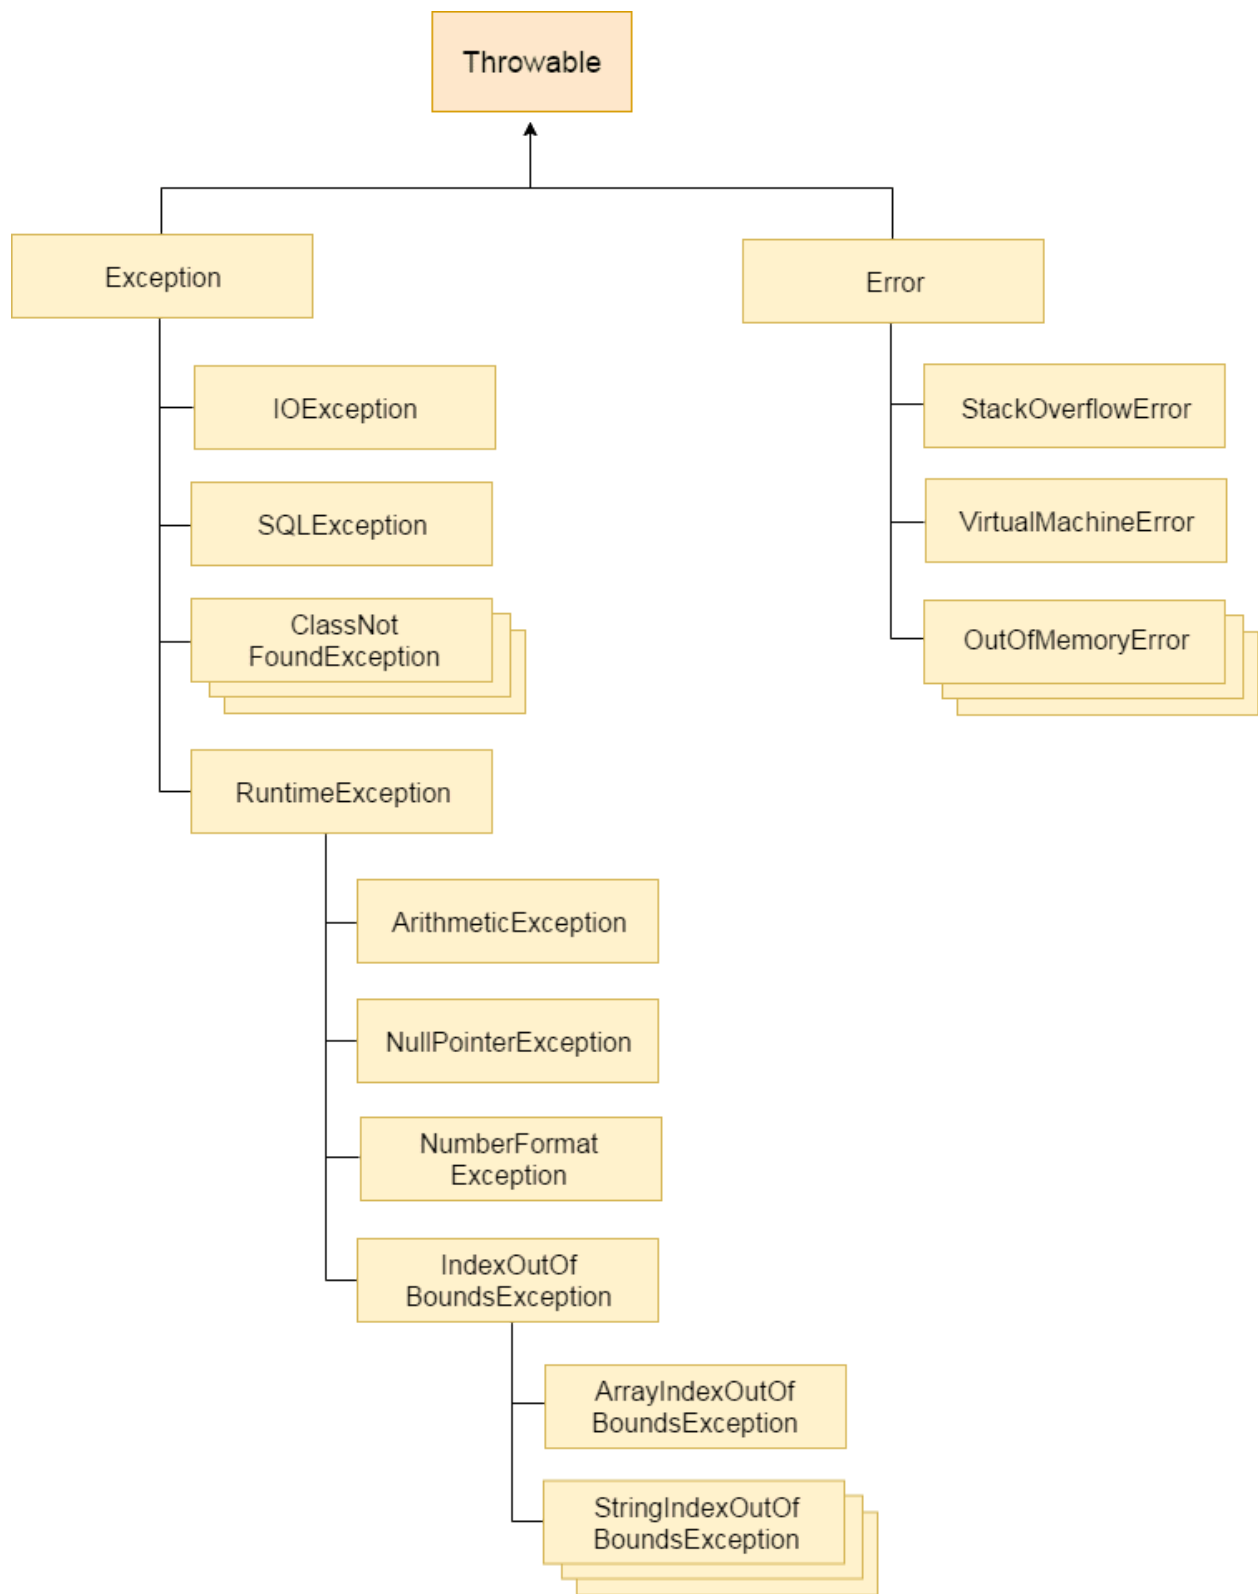 Throwable
Exception
Error
IOException
StackOverflowError
SQLException
VirtualMachineError
ClassNot
FoundException
OutOfMemoryError
RuntimeException
ArithmeticException
NullPointerException
NumberFormat
Exception
IndexOutOf
BoundsException
ArrayIndexOutOf
BoundsException
StringIndexOutOf
BoundsException